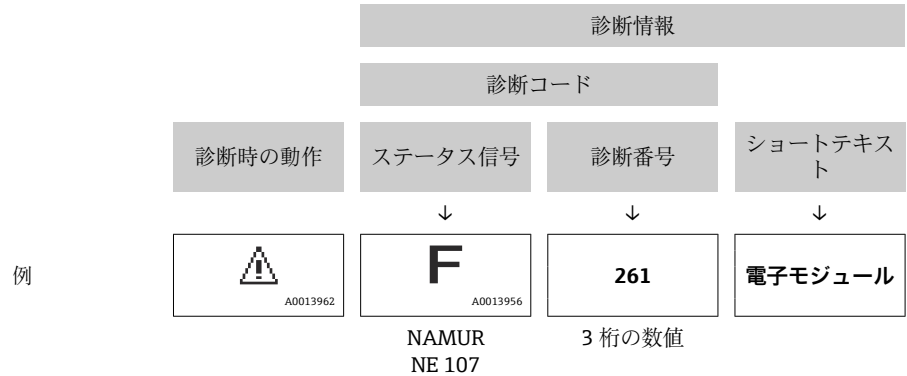 診断情報
診断コード
診断時の動作
ステータス信号
診断番号
ショートテキス
ト
↓
↓
↓
例
A0013962
F
A0013956
261
電子モジュール
NAMUR
NE 107
3 桁の数値